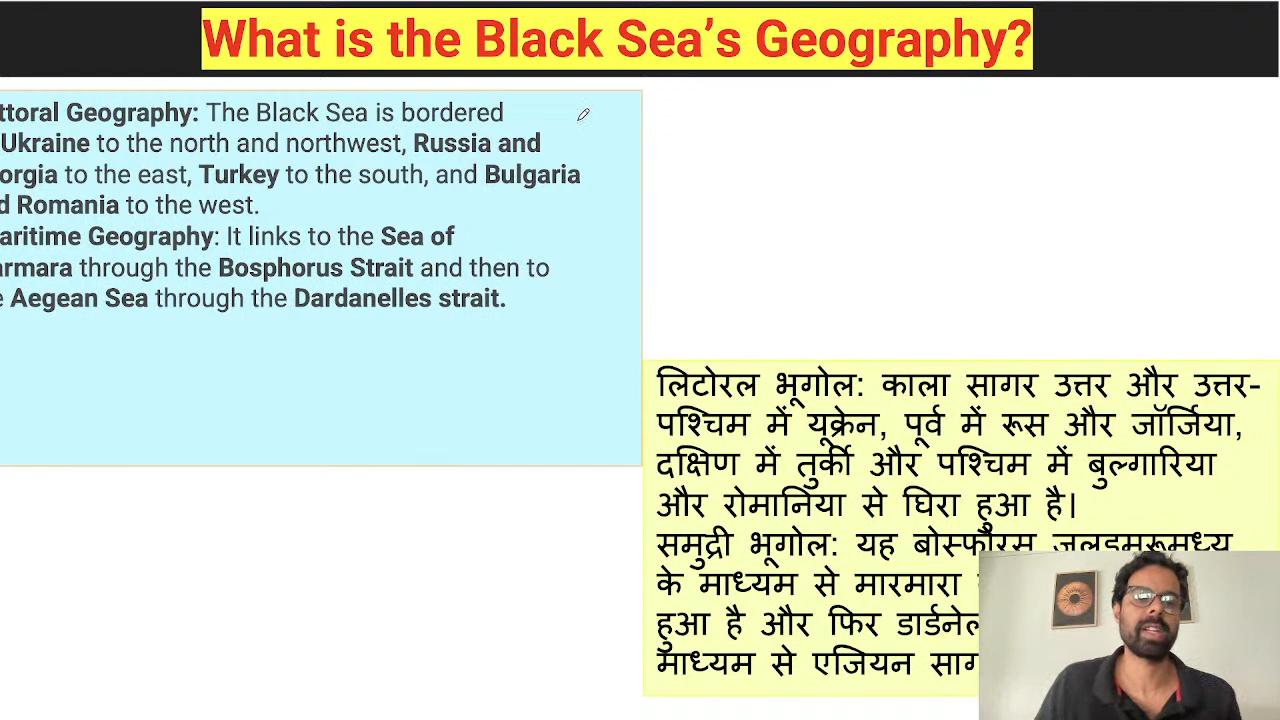 What is the Black Sea’s Geography?
ttoral Geography: The Black Sea is bordered
Ukraine to the north and northwest, Russia and
orgia to the east, Turkey to the south, and Bulgaria
d Romania to the west.
aritime Geography: It links to the Sea of
armara through the Bosphorus Strait and then to
e Aegean Sea through the Dardanelles strait.
लिटोरल भूगोल: काला सागर उत्तर और उत्तर-
पश्चिम में यूक्रेन, पूर्व में रूस और जॉर्जिया,
दक्षिण में तुर्की और पश्चिम में बुल्गारिया
और रोमानिया से घिरा हुआ है।
समुद्री भूगोल: यह बोस्फोरस जलडमरूमध्य
के माध्यम से मारमारा
हुआ है और फिर डार्डनेल
माध्यम से एजियन साग